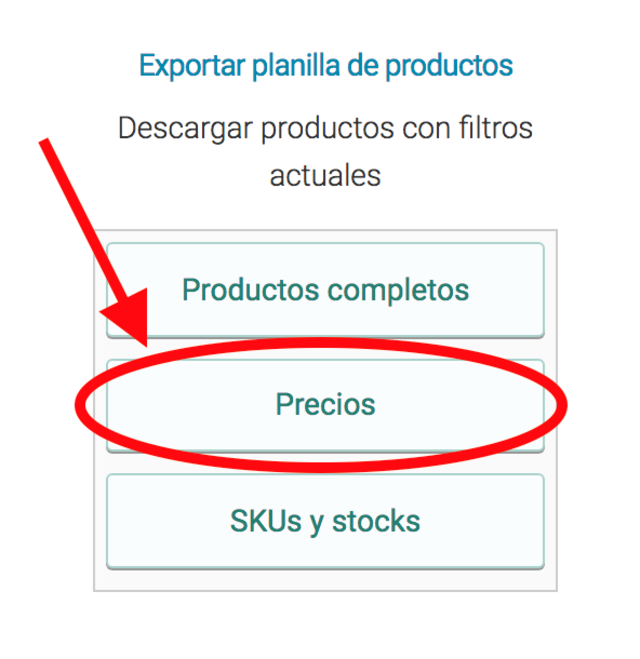 Exportar planilla de productos
Descargar productos con filtros
actuales
Productos completos
Precios
SKUs y stocks